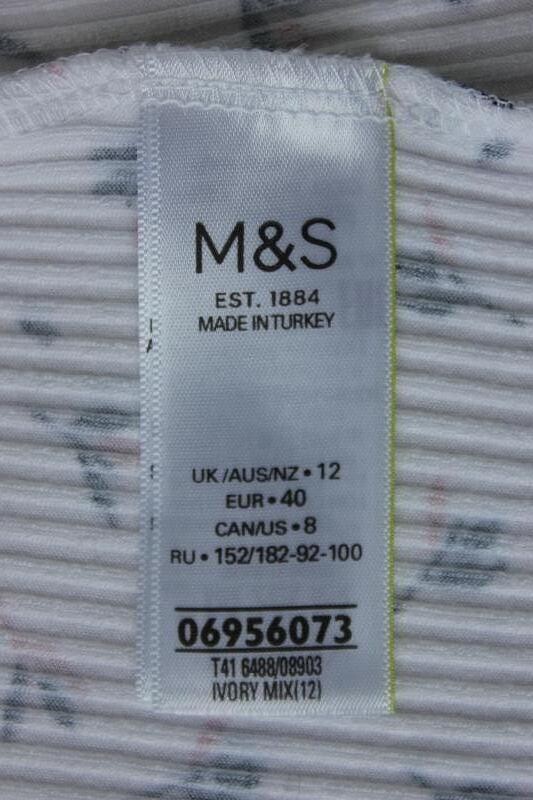 M&S
EST. 1884
MADE IN TURKEY
UK/AUS/NZ • 12
EUR • 40
CAN/US • 8
RU • 152/182-92-100
06956073
T41 6488/08903
IVORY MIX(12)